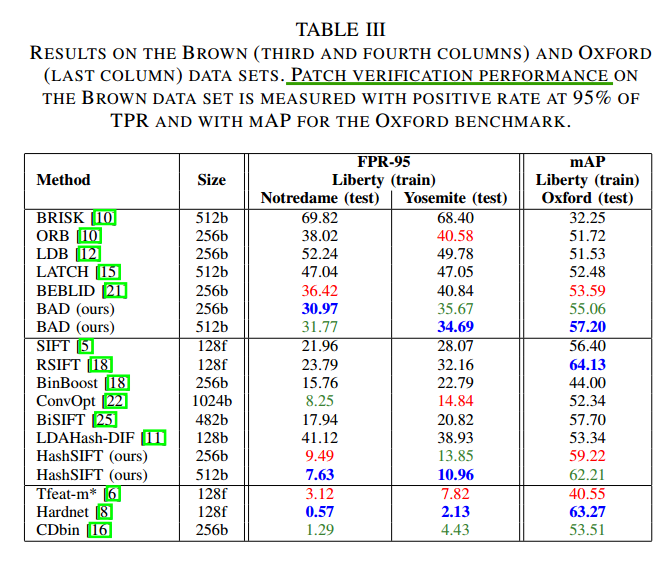 TABLE III
RESULTS ON THE BROWN (THIRD AND FOURTH COLUMNS) AND OXFORD
(LAST COLUMN) DATA SETS. PATCH VERIFICATION PERFORMANCE ON
THE BROWN DATA SET IS MEASURED WITH POSITIVE RATE AT 95% OF
TPR AND WITH MAP FOR THE OXFORD BENCHMARK.
FPR-95 mAP
Method Size Liberty (train) Liberty (train)
Notredame (test) Yosemite (test) Oxford (test)
BRISK [10] 512b 69.82 68.40 32.25
ORB [10] 256b 38.02 40.58 51.72
LDB [12] 256b 52.24 49.78 51.53
LATCH [15] 512b 47.04 47.05 52.48
BEBLID [21] 256b 36.42 40.84 53.59
BAD (ours) 256b 30.97 35.67 55.06
BAD (ours) 512b 31.77 34.69 57.20
SIFT [5] 128f 21.96 28.07 56.40
RSIFT [18] 128f 23.79 32.16 64.13
BinBoost [18] 256b 15.76 22.79 44.00
ConvOpt [22] 1024b 8.25 14.84 52.34
BiSIFT [25] 482b 17.94 20.82 57.70
LDAHash-DIF [11] 128b 41.12 38.93 53.34
HashSIFT (ours) 256b 9.49 13.85 59.22
HashSIFT (ours) 512b 7.63 10.96 62.21
Tfeat-m* [6] 128f 3.12 7.82 40.55
Hardnet [8] 128f 0.57 2.13 63.27
CDbin [16] 256b 1.29 4.43 53.51